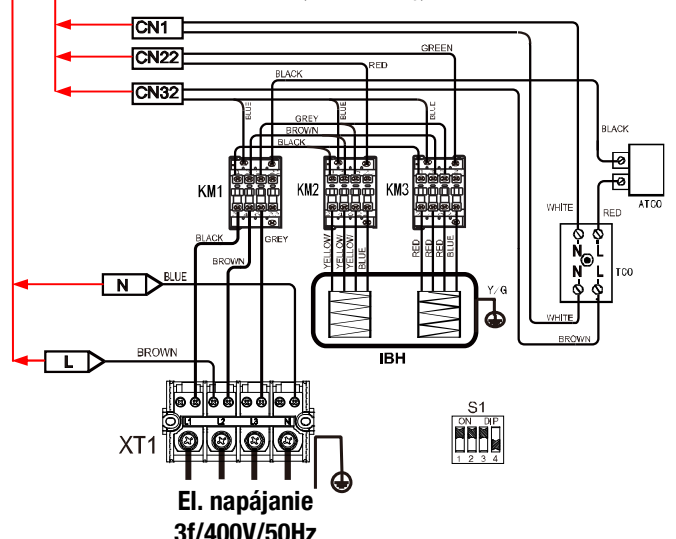 CN1
CN22
CN32
GREEN
RED
BLACK
BLUE
BLUE
BLUE
GREY
BROWN
BLACK
BLACK
KM1
KM2
KM3
ATCO
WHITE
RED
BLACK
BROWN
GREY
YELLOW
YELLOW
YELLOW
BLUE
RED
RED
RED
BLUE
N L
N L
TCO
N
BLUE
Y/G
WHITE
BROWN
IBH
L
BROWN
S1
ON DIP
1 2 3 4
L1 L2 L3 N
XT1
El. napájanie
3f/400V/50Hz